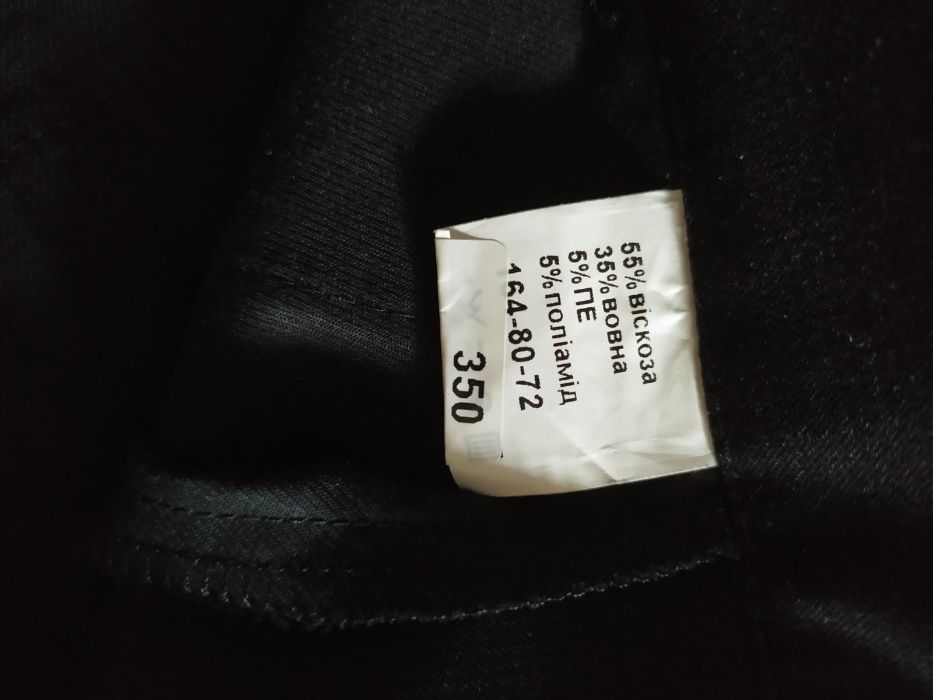 55% віскоза
35% вовна
5% ПЕ
5% поліамід
164-80-72
350